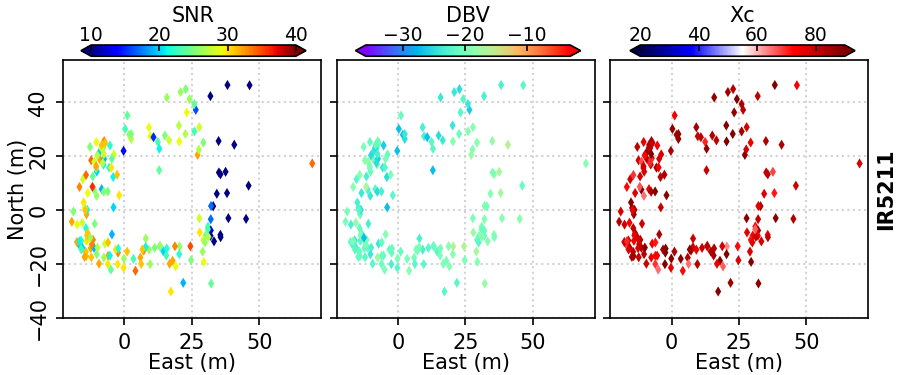 SNR DBV Xc
10 20 30 40 −30 −20 −10 20 40 60 80
40
20
0
−20
−40
North (m)
0 25 50 0 25 50 0 25 50
East (m) East (m) East (m)
IR5211